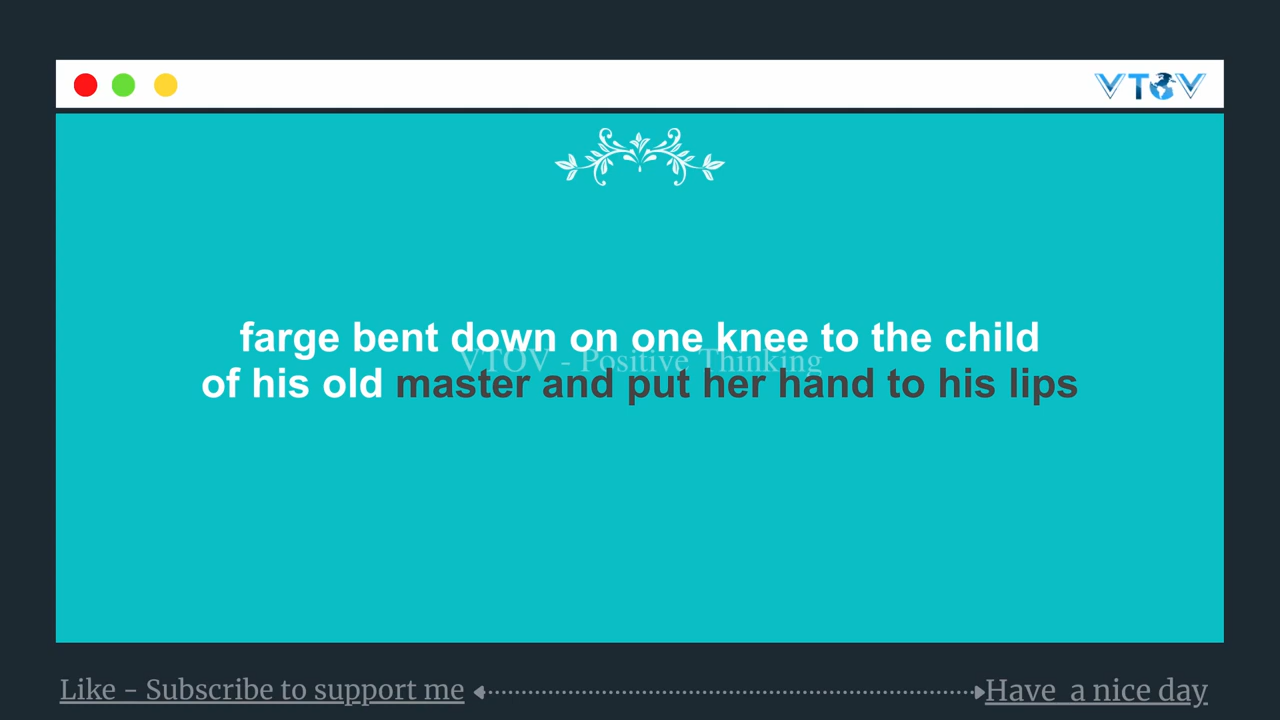 VTOV
farge bent down on one knee to the child
VTOV - Positive Thinking
of his old master and put her hand to his lips
Like - Subscribe to support me
Have a nice day